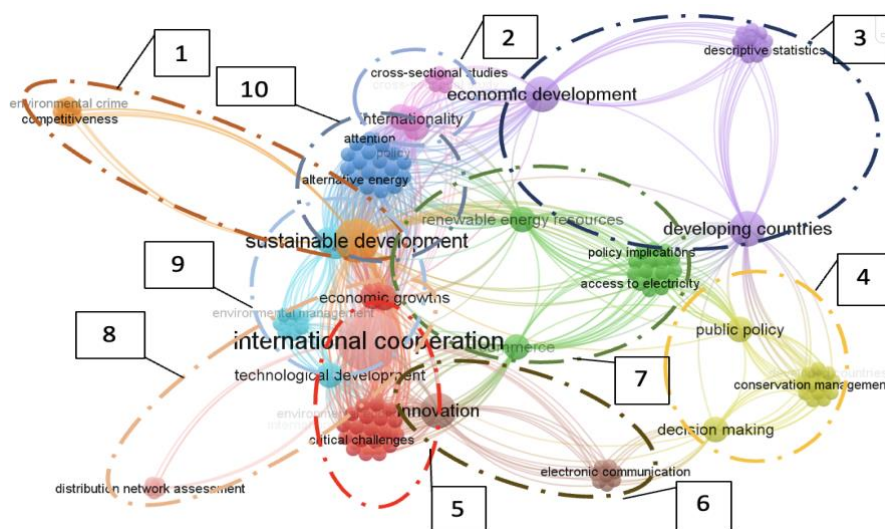 1
2
3
10
cross-sectional studies
descriptive statistics
economic development
environmental crime
competitiveness
internationality
attention
policy
alternative energy
renewable energy resources
sustainable development
developing countries
policy implications
access to electricity
9
4
economic growths
environmental management
public policy
international cooperation
8
7
technological development
conservation management
innovation
critical challenges
decision making
electronic communication
distribution network assessment
5
6